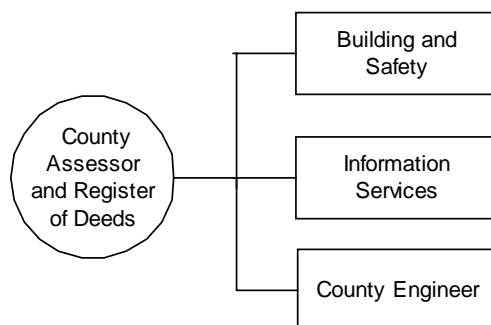 County
Assessor
and Register
of Deeds
Building and
Safety
Information
Services
County Engineer